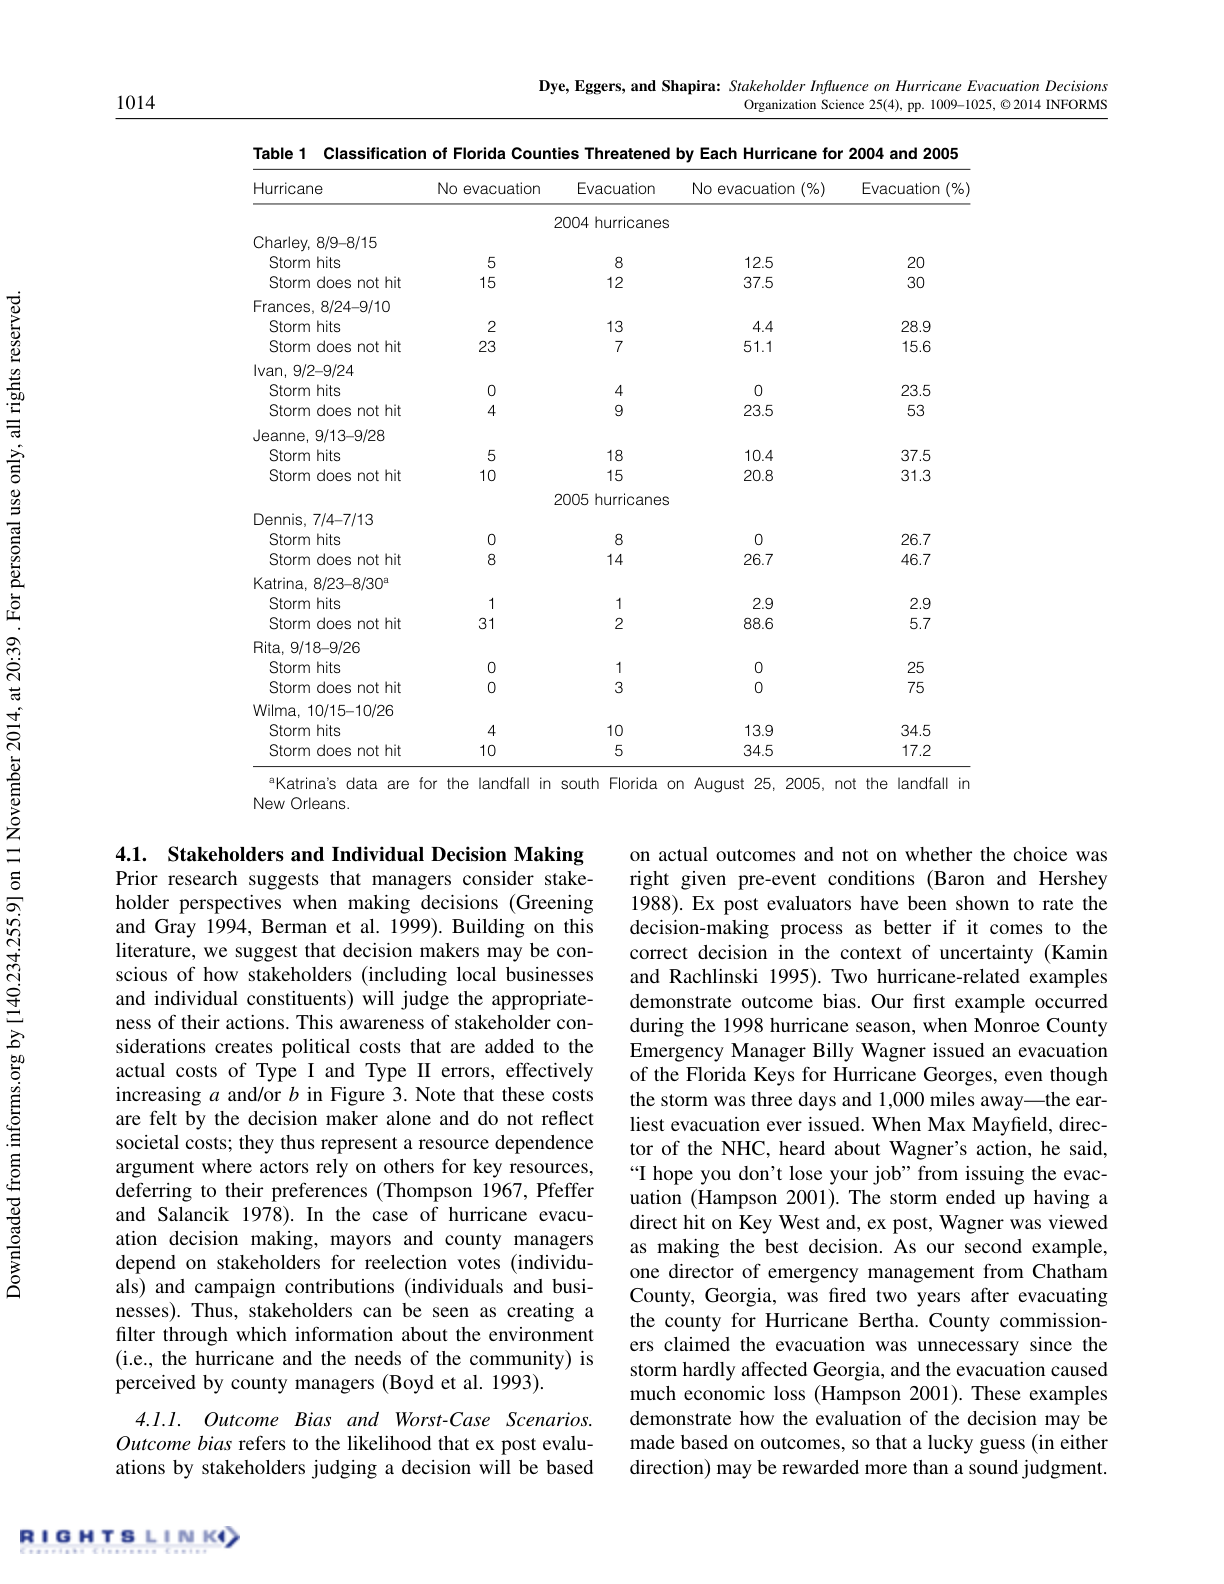 Dye, Eggers, and Shapira: Stakeholder Influence on Hurricane Evacuation Decisions
1014
Organization Science 25(4), pp. 1009–1025, © 2014 INFORMS
Table 1 Classification of Florida Counties Threatened by Each Hurricane for 2004 and 2005
Hurricane No evacuation Evacuation No evacuation (%) Evacuation (%)
2004 hurricanes
Charley, 8/9–8/15
Storm hits 5 8 12.5 20
Storm does not hit 15 12 37.5 30
Frances, 8/24–9/10
Storm hits 2 13 4.4 28.9
Storm does not hit 23 7 51.1 15.6
Ivan, 9/2–9/24
Storm hits 0 4 0 23.5
Storm does not hit 4 9 23.5 53
Jeanne, 9/13–9/28
Storm hits 5 18 10.4 37.5
Storm does not hit 10 15 20.8 31.3
2005 hurricanes
Dennis, 7/4–7/13
Storm hits 0 8 0 26.7
Storm does not hit 8 14 26.7 46.7
Katrina, 8/23–8/30a
Storm hits 1 1 2.9 2.9
Storm does not hit 31 2 88.6 5.7
Rita, 9/18–9/26
Storm hits 0 1 0 25
Storm does not hit 0 3 0 75
Wilma, 10/15–10/26
Storm hits 4 10 13.9 34.5
Storm does not hit 10 5 34.5 17.2
aKatrina's data are for the landfall in south Florida on August 25, 2005, not the landfall in
New Orleans.
4.1. Stakeholders and Individual Decision Making
Prior research suggests that managers consider stake-
holder perspectives when making decisions (Greening
and Gray 1994, Berman et al. 1999). Building on this
literature, we suggest that decision makers may be con-
scious of how stakeholders (including local businesses
and individual constituents) will judge the appropriate-
ness of their actions. This awareness of stakeholder con-
siderations creates political costs that are added to the
actual costs of Type I and Type II errors, effectively
increasing a and/or b in Figure 3. Note that these costs
are felt by the decision maker alone and do not reflect
societal costs; they thus represent a resource dependence
argument where actors rely on others for key resources,
deferring to their preferences (Thompson 1967, Pfeffer
and Salancik 1978). In the case of hurricane evacu-
ation decision making, mayors and county managers
depend on stakeholders for reelection votes (individu-
als) and campaign contributions (individuals and busi-
nesses). Thus, stakeholders can be seen as creating a
filter through which information about the environment
(i.e., the hurricane and the needs of the community) is
perceived by county managers (Boyd et al. 1993).
4.1.1. Outcome Bias and Worst-Case Scenarios.
Outcome bias refers to the likelihood that ex post evalu-
ations by stakeholders judging a decision will be based
on actual outcomes and not on whether the choice was
right given pre-event conditions (Baron and Hershey
1988). Ex post evaluators have been shown to rate the
decision-making process as better if it comes to the
correct decision in the context of uncertainty (Kamin
and Rachlinski 1995). Two hurricane-related examples
demonstrate outcome bias. Our first example occurred
during the 1998 hurricane season, when Monroe County
Emergency Manager Billy Wagner issued an evacuation
of the Florida Keys for Hurricane Georges, even though
the storm was three days and 1,000 miles away—the ear-
liest evacuation ever issued. When Max Mayfield, direc-
tor of the NHC, heard about Wagner's action, he said,
“I hope you don't lose your job” from issuing the evac-
uation (Hampson 2001). The storm ended up having a
direct hit on Key West and, ex post, Wagner was viewed
as making the best decision. As our second example,
one director of emergency management from Chatham
County, Georgia, was fired two years after evacuating
the county for Hurricane Bertha. County commission-
ers claimed the evacuation was unnecessary since the
storm hardly affected Georgia, and the evacuation caused
much economic loss (Hampson 2001). These examples
demonstrate how the evaluation of the decision may be
made based on outcomes, so that a lucky guess (in either
direction) may be rewarded more than a sound judgment.
Downloaded from informs.org by [140.234.255.9] on 11 November 2014, at 20:39 . For personal use only, all rights reserved.
RIGHTSLINK
Copyright Clearance Center